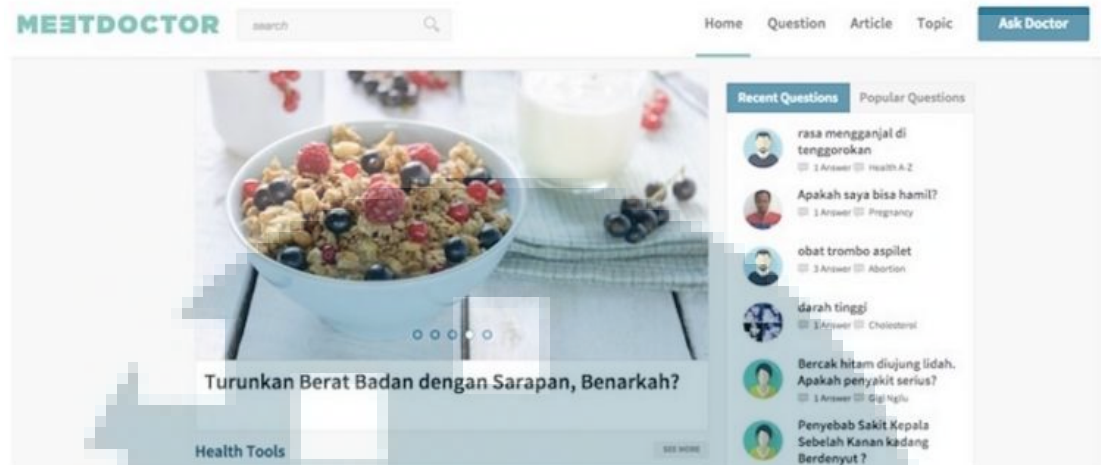 MEETDOCTOR
search
Home Question Article Topic Ask Doctor
Recent Questions Popular Questions
rasa mengganjal di
tenggorokan
1 Answer Health A-Z
Apakah saya bisa hamil?
1 Answer Pregnancy
obat trombo aspilet
3 Answer Abortion
darah tinggi
1 Answer Cholesterol
Bercak hitam diujung lidah.
Apakah penyakit serius?
1 Answer Gigi Ngilu
Penyebab Sakit Kepala
Sebelah Kanan kadang
Berdenyut ?
Turunkan Berat Badan dengan Sarapan, Benarkah?
Health Tools
SEE MORE